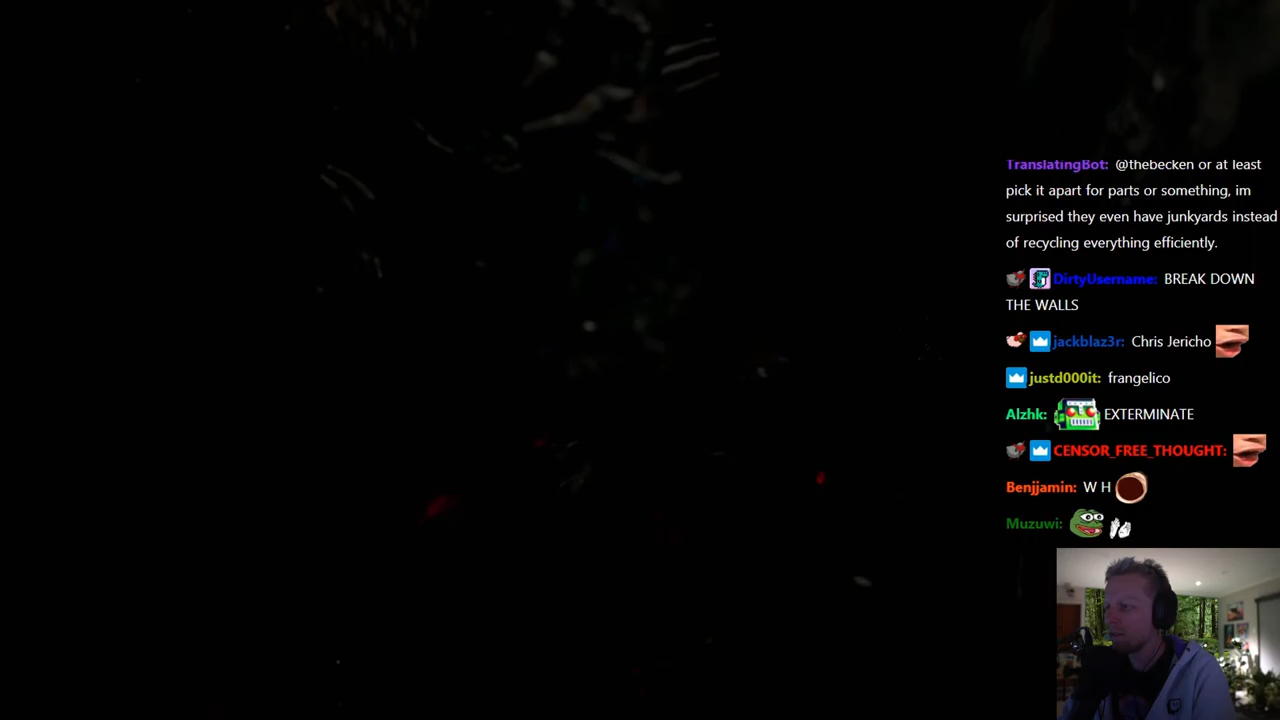 TranslatingBot: @thebecken or at least
pick it apart for parts or something, im
surprised they even have junkyards instead
of recycling everything efficiently.
DirtyUsername: BREAK DOWN
THE WALLS
jackblaz3r: Chris Jericho
justd000it: frangelico
Alzhk: EXTERMINATE
CENSOR_FREE_THOUGHT:
Benjjamin: W H
Muzuwi: